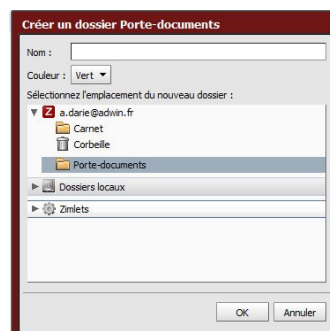 Créer un dossier Porte-documents
Nom :
Couleur : Vert
Sélectionnez l'emplacement du nouveau dossier :
Z a.darie@adwin.fr
Carnet
Corbeille
Porte-documents
Dossiers locaux
Zimlets
OK Annuler